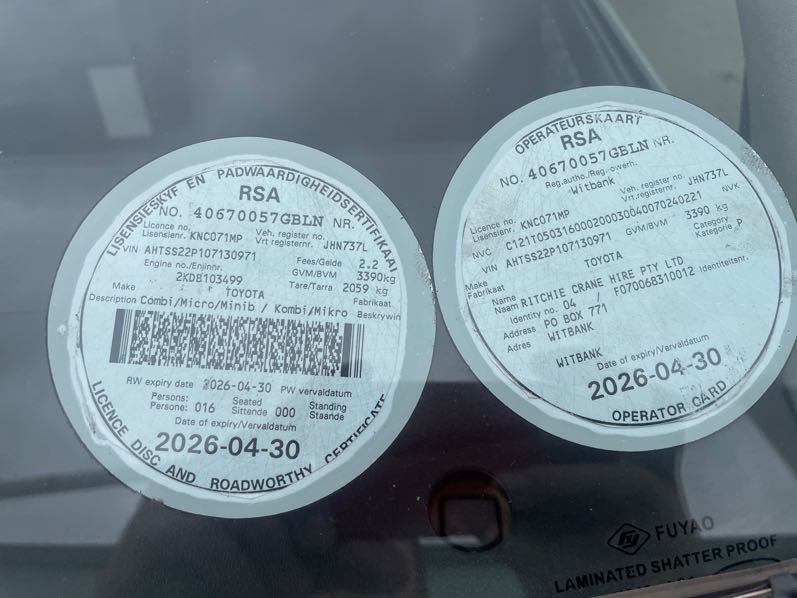 LISENSIESKYF EN PADWAARDIGHEIDSERTIFIKAAT
RSA
NO. 40670057GBLN NR.
Licence no. KNC071MP Veh. register no. JHN737L
Lisensienr. Vrt.registernr.
VIN AHTSS22P107130971 Fees/Gelde 2.2
Engine no/Enjinnr. GVM/BVM 3390kg
2KDB103499 Tare/Tarra 2059 kg
Make TOYOTA Fabrikaat
Description Combi/Micro/Minib / Kombi/Mikro Beskrywin
RW expiry date 2026-04-30 PW vervaldatum
Persons: Seated Standing
Persone: 016 Sittende 000 Staande
Date of expiry/Vervaldatum
2026-04-30
LICENCE DISC AND ROADWORTHY CERTIFICATE
OPERATEURSKAART
RSA
NO. 40670057GBLN NR.
Reg.autho./Reg.owerh.
Witbank
Licence no. KNC071MP Veh. register no. JHN737L
Lisensienr. Vrt.registernr.
NVC C121T050316000200030040070240221 NVK
VIN AHTSS22P107130971 GVM/BVM 3390 kg
Make TOYOTA Category P
Fabrikaat Kategorie
Name RITCHIE CRANE HIRE PTY LTD
Naam
Identity no. 04 / F070068310012 Identiteitsnr.
Address PO BOX 771
Adres WITBANK
WITBANK
Date of expiry/Vervaldatum
2026-04-30
OPERATOR CARD
FUYAO
LAMINATED SHATTER PROOF